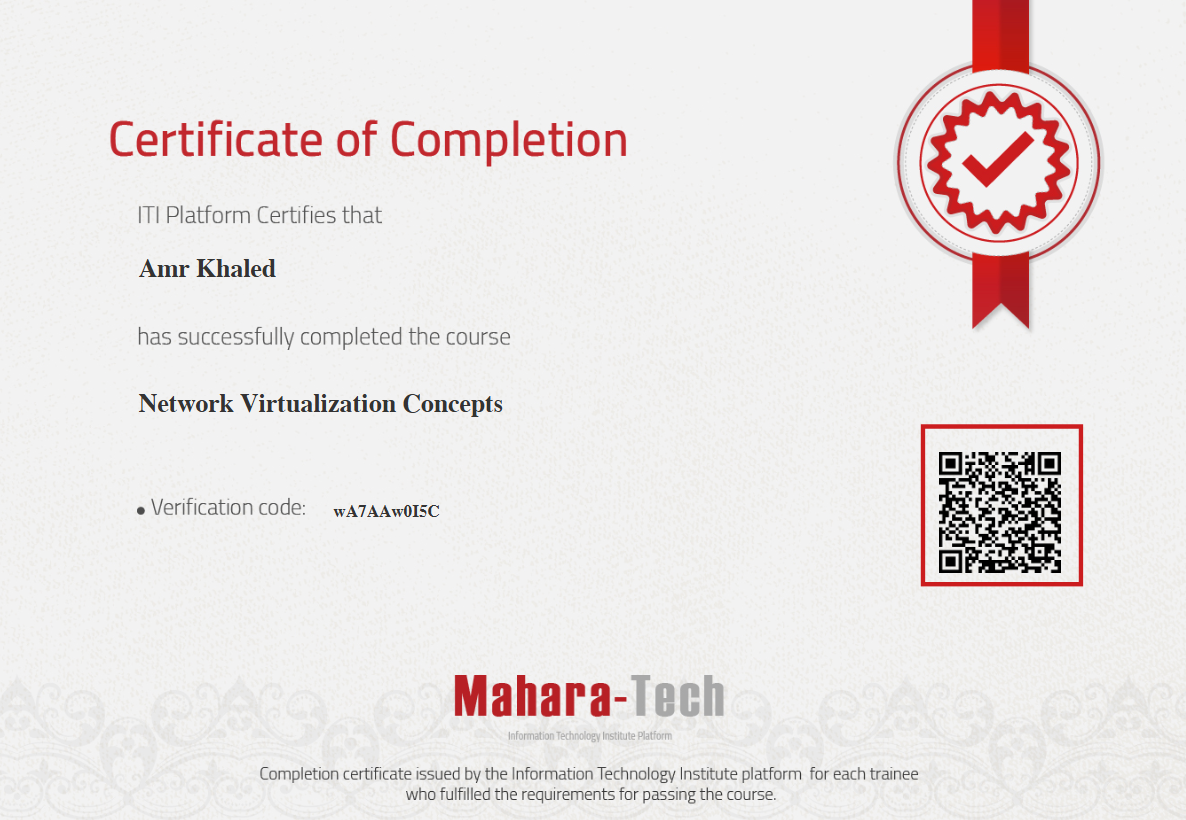 Certificate of Completion
ITI Platform Certifies that
Amr Khaled
has successfully completed the course
Network Virtualization Concepts
• Verification code: wA7AAw0I5C
Mahara-Tech
Information Technology Institute Platform
Completion certificate issued by the Information Technology Institute platform for each trainee
who fulfilled the requirements for passing the course.